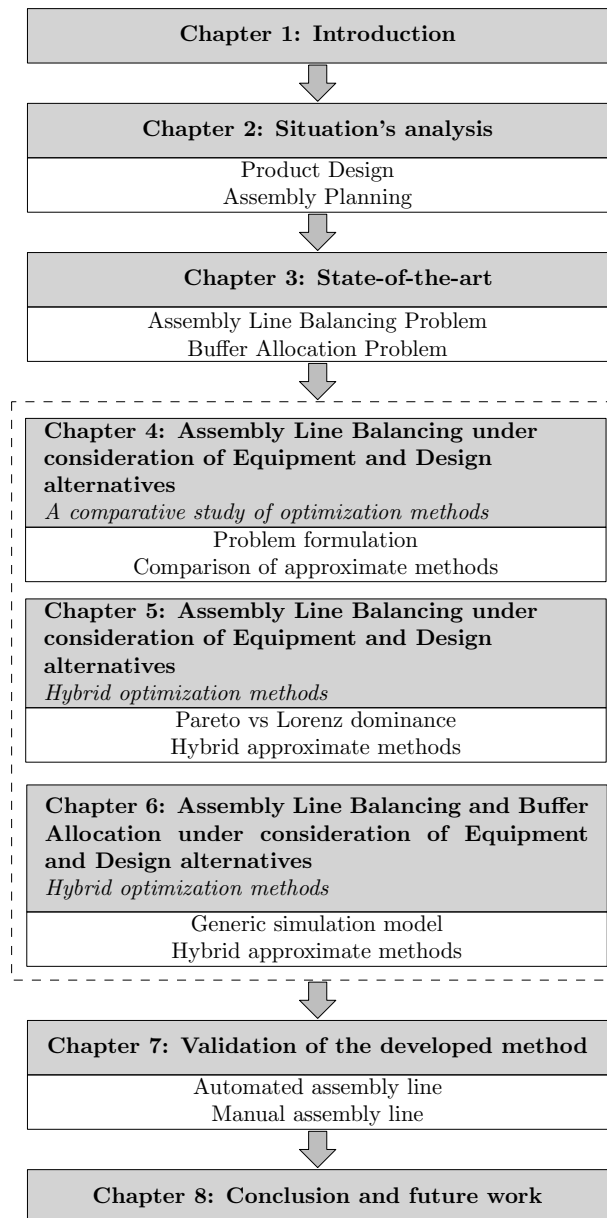 Chapter 1: Introduction
Chapter 2: Situation's analysis
Product Design
Assembly Planning
Chapter 3: State-of-the-art
Assembly Line Balancing Problem
Buffer Allocation Problem
Chapter 4: Assembly Line Balancing under
consideration of Equipment and Design
alternatives
A comparative study of optimization methods
Problem formulation
Comparison of approximate methods
Chapter 5: Assembly Line Balancing under
consideration of Equipment and Design
alternatives
Hybrid optimization methods
Pareto vs Lorenz dominance
Hybrid approximate methods
Chapter 6: Assembly Line Balancing and Buffer
Allocation under consideration of Equipment
and Design alternatives
Hybrid optimization methods
Generic simulation model
Hybrid approximate methods
Chapter 7: Validation of the developed method
Automated assembly line
Manual assembly line
Chapter 8: Conclusion and future work